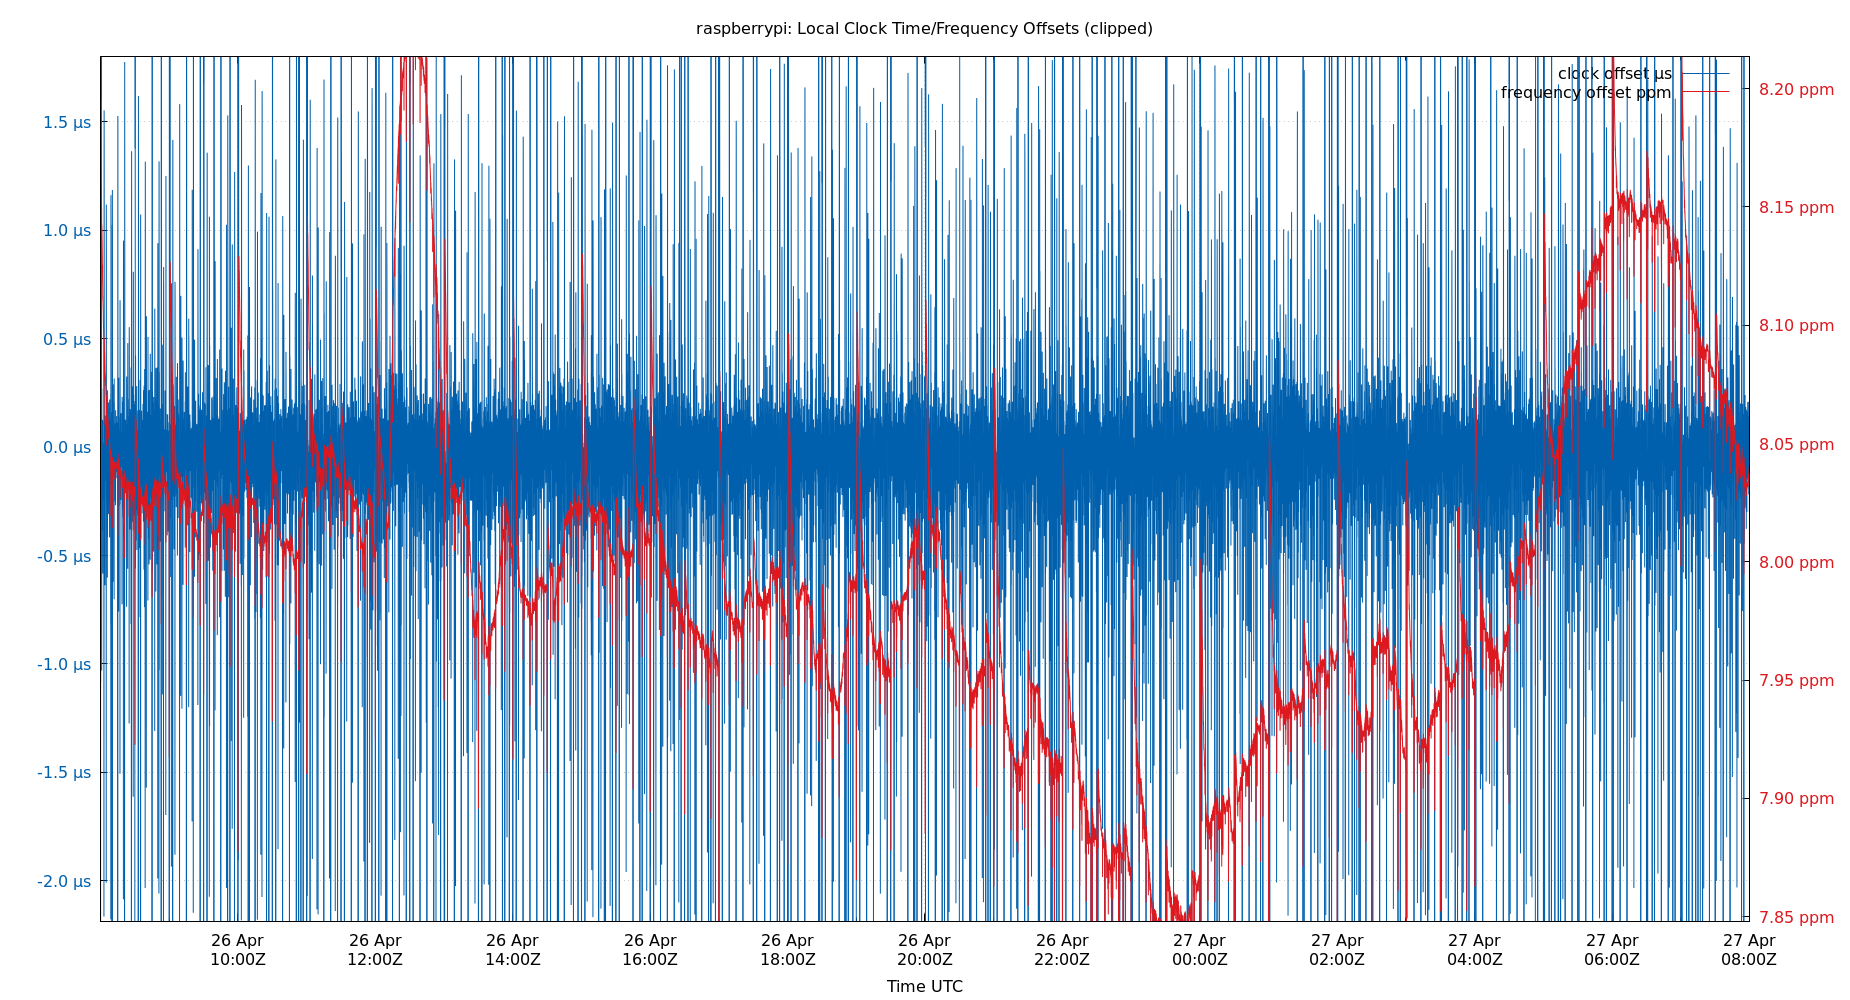 raspberrypi: Local Clock Time/Frequency Offsets (clipped)
clock offset µs
frequency offset ppm
1.5 µs
1.0 µs
0.5 µs
0.0 µs
-0.5 µs
-1.0 µs
-1.5 µs
-2.0 µs
8.20 ppm
8.15 ppm
8.10 ppm
8.05 ppm
8.00 ppm
7.95 ppm
7.90 ppm
7.85 ppm
26 Apr
10:00Z
26 Apr
12:00Z
26 Apr
14:00Z
26 Apr
16:00Z
26 Apr
18:00Z
26 Apr
20:00Z
26 Apr
22:00Z
27 Apr
00:00Z
27 Apr
02:00Z
27 Apr
04:00Z
27 Apr
06:00Z
27 Apr
08:00Z
Time UTC